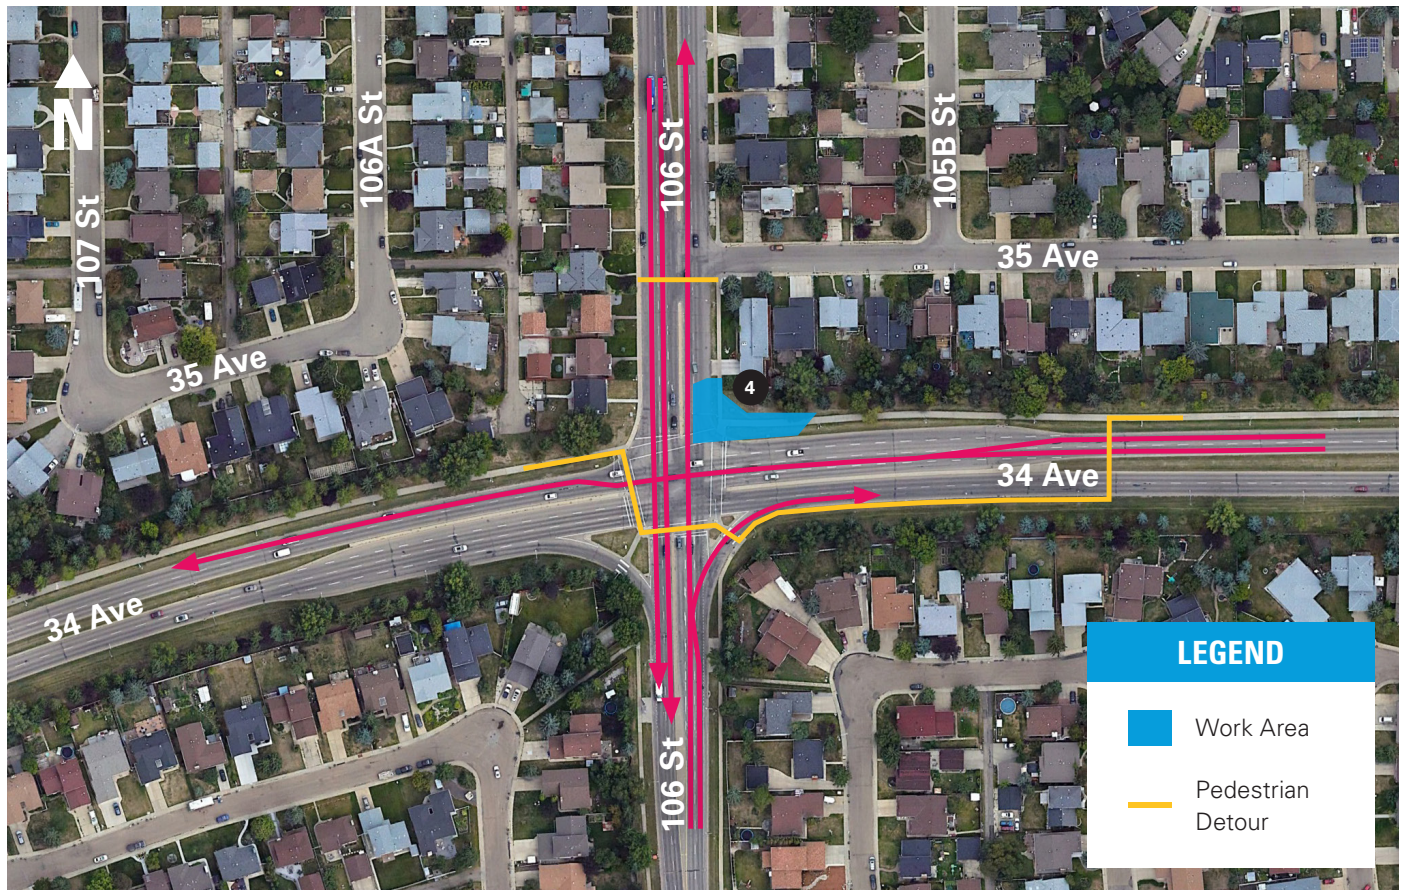 N
107 St
106A St
106 St
105B St
35 Ave
35 Ave
4
34 Ave
34 Ave
106 St
LEGEND
Work Area
Pedestrian
Detour